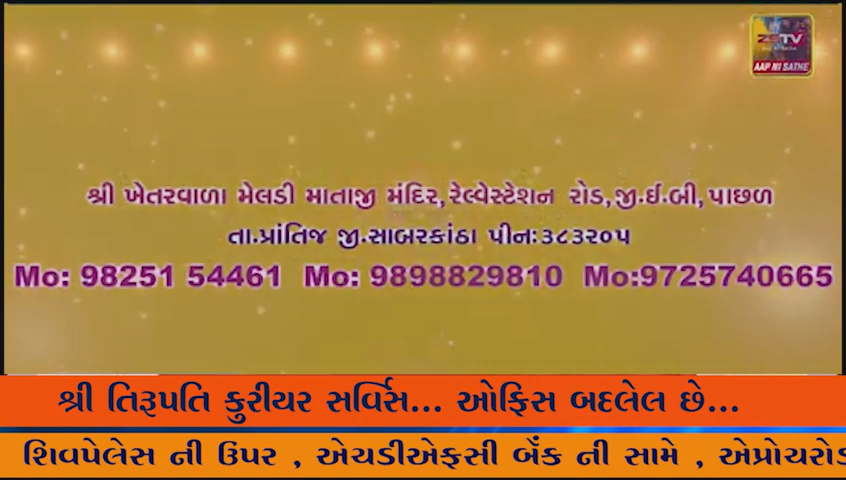 ZSTV
AAP NI SATHE
શ્રી ખેતરવાળા મેલડી માતાજી મંદિર,રેલ્વેસ્ટેશન રોડ,જી.ઈ.બી,પાછળ
તા.પ્રાંતિજ જી.સાબરકાંઠા પીનઃ૩૮૩૨૦૫
Mo: 98251 54461 Mo: 9898829810 Mo:9725740665
શ્રી તિરૂપતિ કુરીયર સર્વિસ... ઓફિસ બદલેલ છે...
શિવપેલેસ ની ઉપર , એચડીએફસી બેંક ની સામે , એપ્રોચરોડ